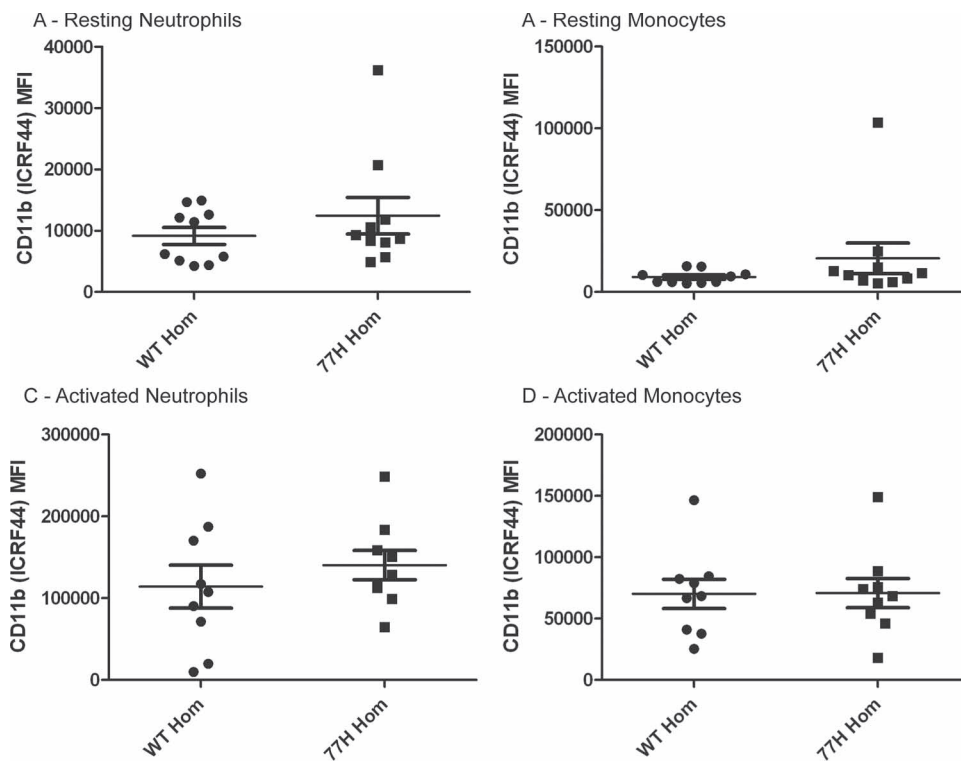 A - Resting Neutrophils
CD11b (ICRF44) MFI
40000
30000
20000
10000
0
WT Hom
77H Hom
A - Resting Monocytes
CD11b (ICRF44) MFI
150000
100000
50000
0
WT Hom
77H Hom
C - Activated Neutrophils
CD11b (ICRF44) MFI
300000
200000
100000
0
WT Hom
77H Hom
D - Activated Monocytes
CD11b (ICRF44) MFI
200000
150000
100000
50000
0
WT Hom
77H Hom